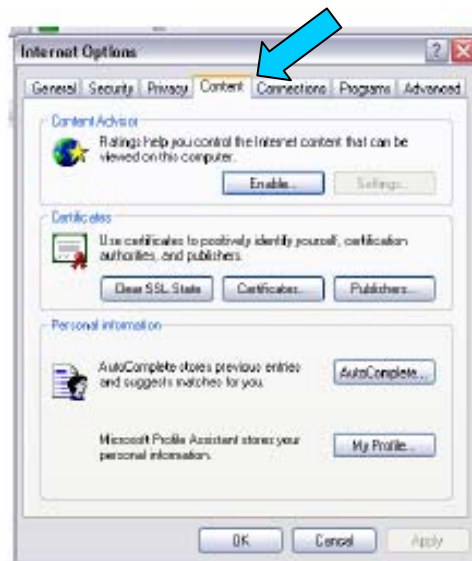 Internet Options
General Security Privacy Content Connections Programs Advanced
Content Advisor
Ratings help you control the Internet content that can be
viewed on this computer.
Enable... Settings...
Certificates
Use certificates to positively identify yourself, certification
authorities, and publishers.
Clear SSL State Certificates... Publishers...
Personal information
AutoComplete stores previous entries
and suggests matches for you.
AutoComplete...
Microsoft Profile Assistant stores your
personal information.
My Profile...
OK Cancel Apply